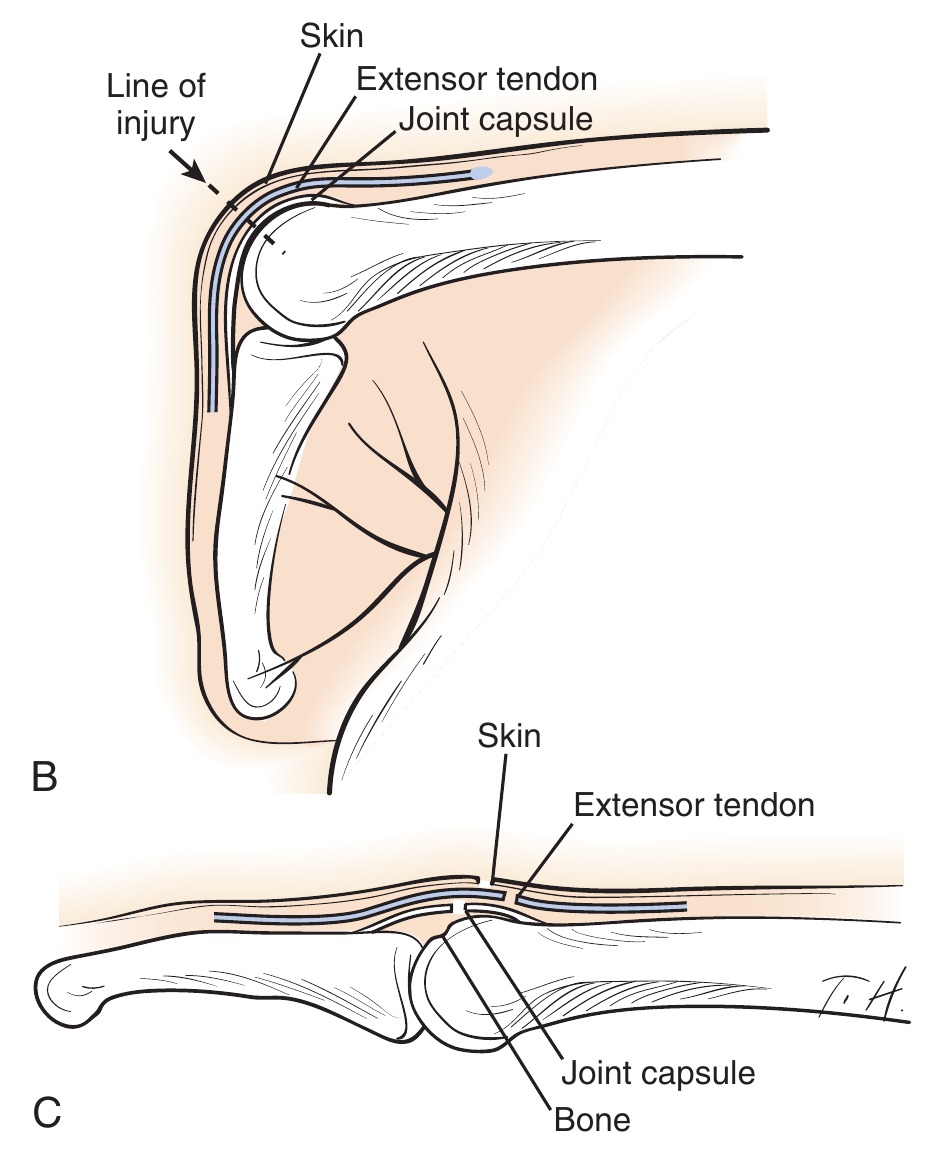 Skin
Line of
injury
Extensor tendon
Joint capsule
B
Skin
Extensor tendon
T. H.
Joint capsule
Bone
C